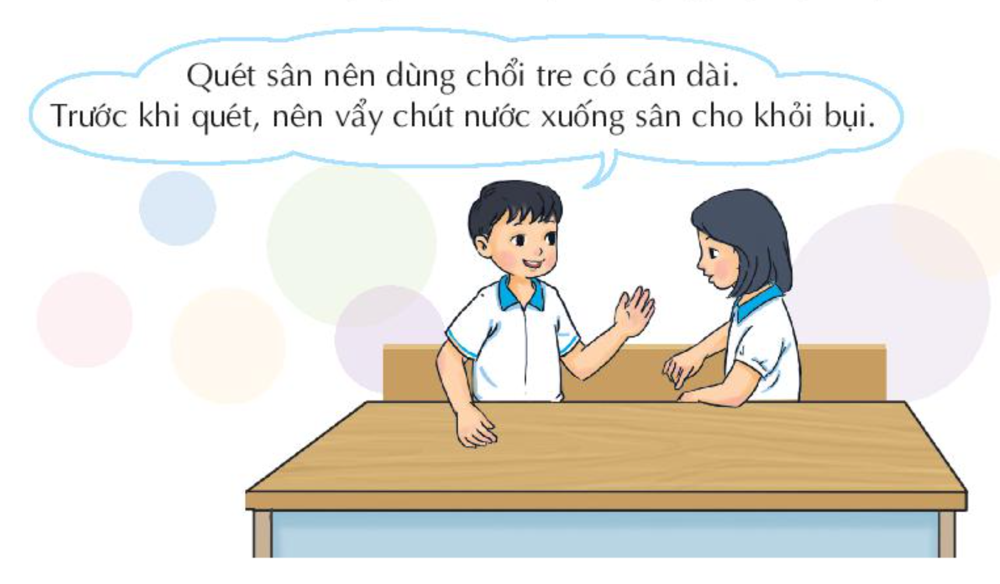 Quét sân nên dùng chổi tre có cán dài.
Trước khi quét, nên vẩy chút nước xuống sân cho khỏi bụi.